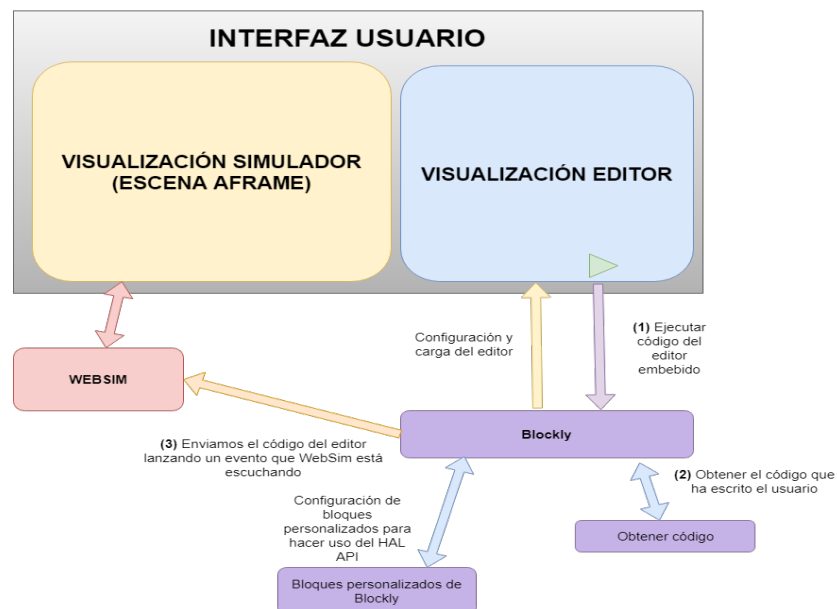 INTERFAZ USUARIO
VISUALIZACIÓN SIMULADOR
(ESCENA AFRAME)
VISUALIZACIÓN EDITOR
Configuración y
carga del editor
(1) Ejecutar
código del
editor
embebido
WEBSIM
Blockly
(3) Enviamos el código del editor
lanzando un evento que WebSim está
escuchando
(2) Obtener el código que
ha escrito el usuario
Configuración de
bloques
personalizados para
hacer uso del HAL
API
Obtener código
Bloques personalizados de
Blockly